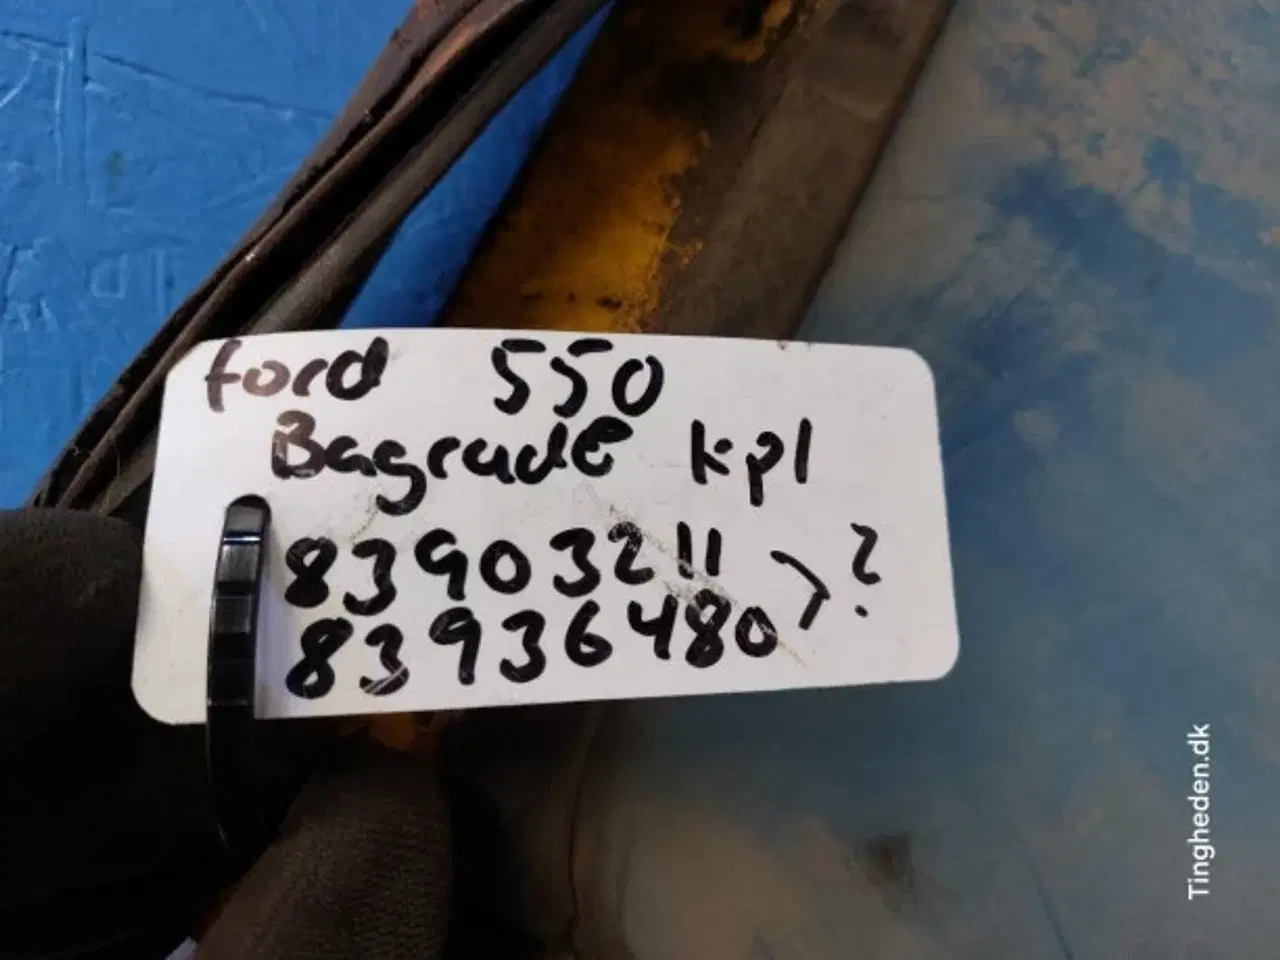 ford 550
Bagrude kpl
83903211 } ?
83936480
Tingheden.dk